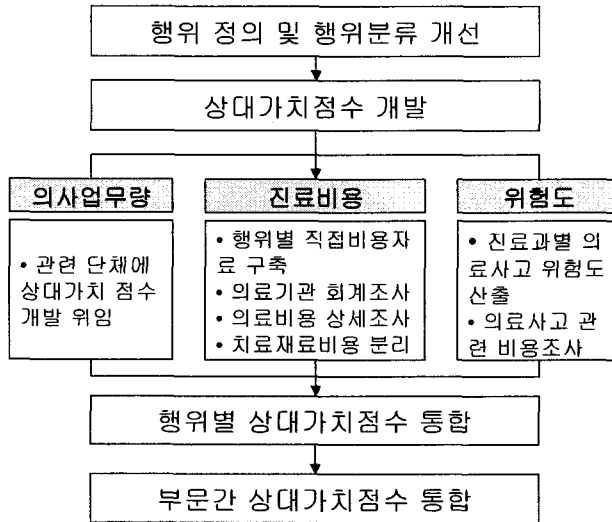 행위 정의 및 행위분류 개선
상대가치점수 개발
의사업무량
• 관련 단체에
상대가치 점수
개발 위임
진료비용
• 행위별 직접비용자
료 구축
• 의료기관 회계조사
• 의료비용 상세조사
• 치료재료비용 분리
위험도
• 진료과별 의
료사고 위험도
산출
• 의료사고 관
련 비용조사
행위별 상대가치점수 통합
부문간 상대가치점수 통합